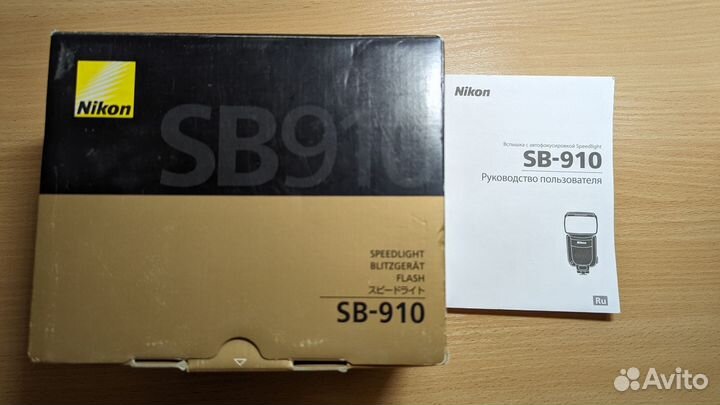 Nikon
SB910
SPEEDLIGHT
BLITZGERÄT
FLASH
スピードライト
SB-910
Nikon
Вспышка с автофокусировкой Speedlight
SB-910
Руководство пользователя
Nikon
Ru
Avito